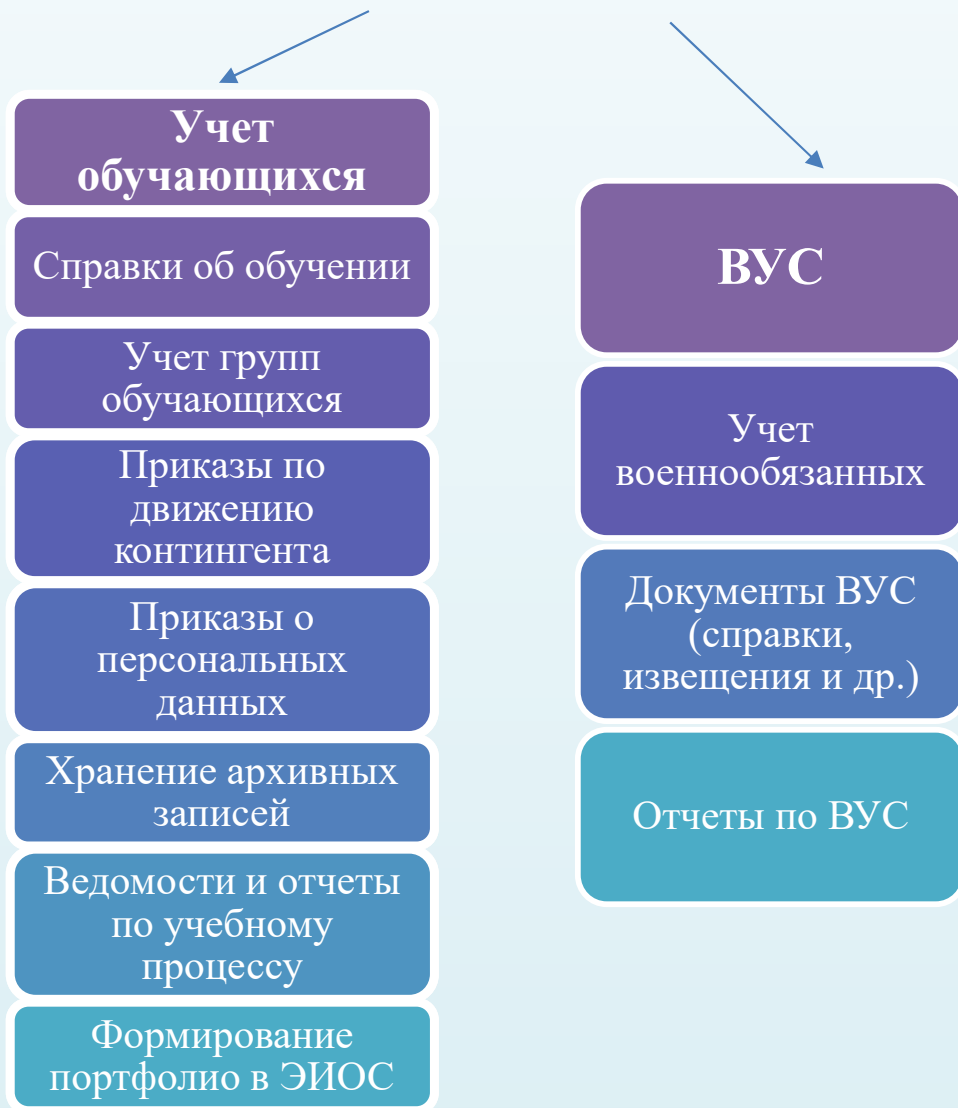 Учет
обучающихся
Справки об обучении
Учет групп
обучающихся
Приказы по
движению
контингента
Приказы о
персональных
данных
Хранение архивных
записей
Ведомости и отчеты
по учебному
процессу
Формирование
портфолио в ЭИОС
ВУС
Учет
военнообязанных
Документы ВУС
(справки,
извещения и др.)
Отчеты по ВУС